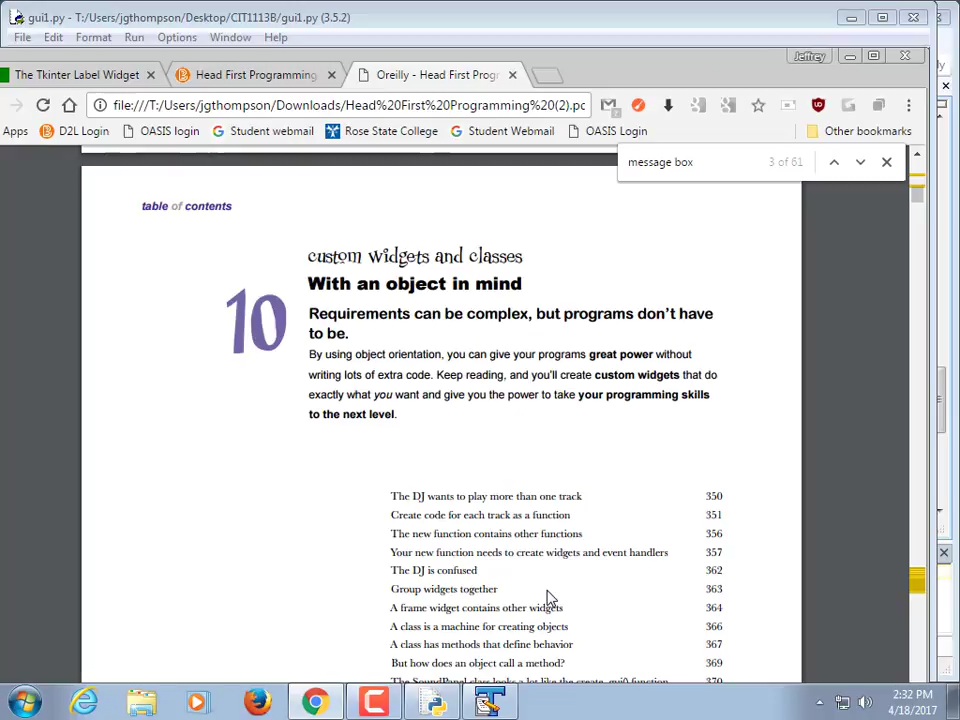 gui1.py - T:/Users/jgthompson/Desktop/CIT1113B/gui1.py (3.5.2)
File Edit Format Run Options Window Help
Jeffrey
The Tkinter Label Widget
Head First Programming
Oreilly - Head First Prog
file:///T:/Users/jgthompson/Downloads/Head%20First%20Programming%20(2).pc
Apps D2L Login OASIS login Student webmail Rose State College Student Webmail OASIS Login Other bookmarks
message box 3 of 61
table of contents
custom widgets and classes
10
With an object in mind
Requirements can be complex, but programs don't have
to be.
By using object orientation, you can give your programs great power without
writing lots of extra code. Keep reading, and you'll create custom widgets that do
exactly what you want and give you the power to take your programming skills
to the next level.
The DJ wants to play more than one track 350
Create code for each track as a function 351
The new function contains other functions 356
Your new function needs to create widgets and event handlers 357
The DJ is confused 362
Group widgets together 363
A frame widget contains other widgets 364
A class is a machine for creating objects 366
A class has methods that define behavior 367
But how does an object call a method? 369
The SoundPanel class looks a lot like the create_gui() function 370
2:32 PM
4/18/2017